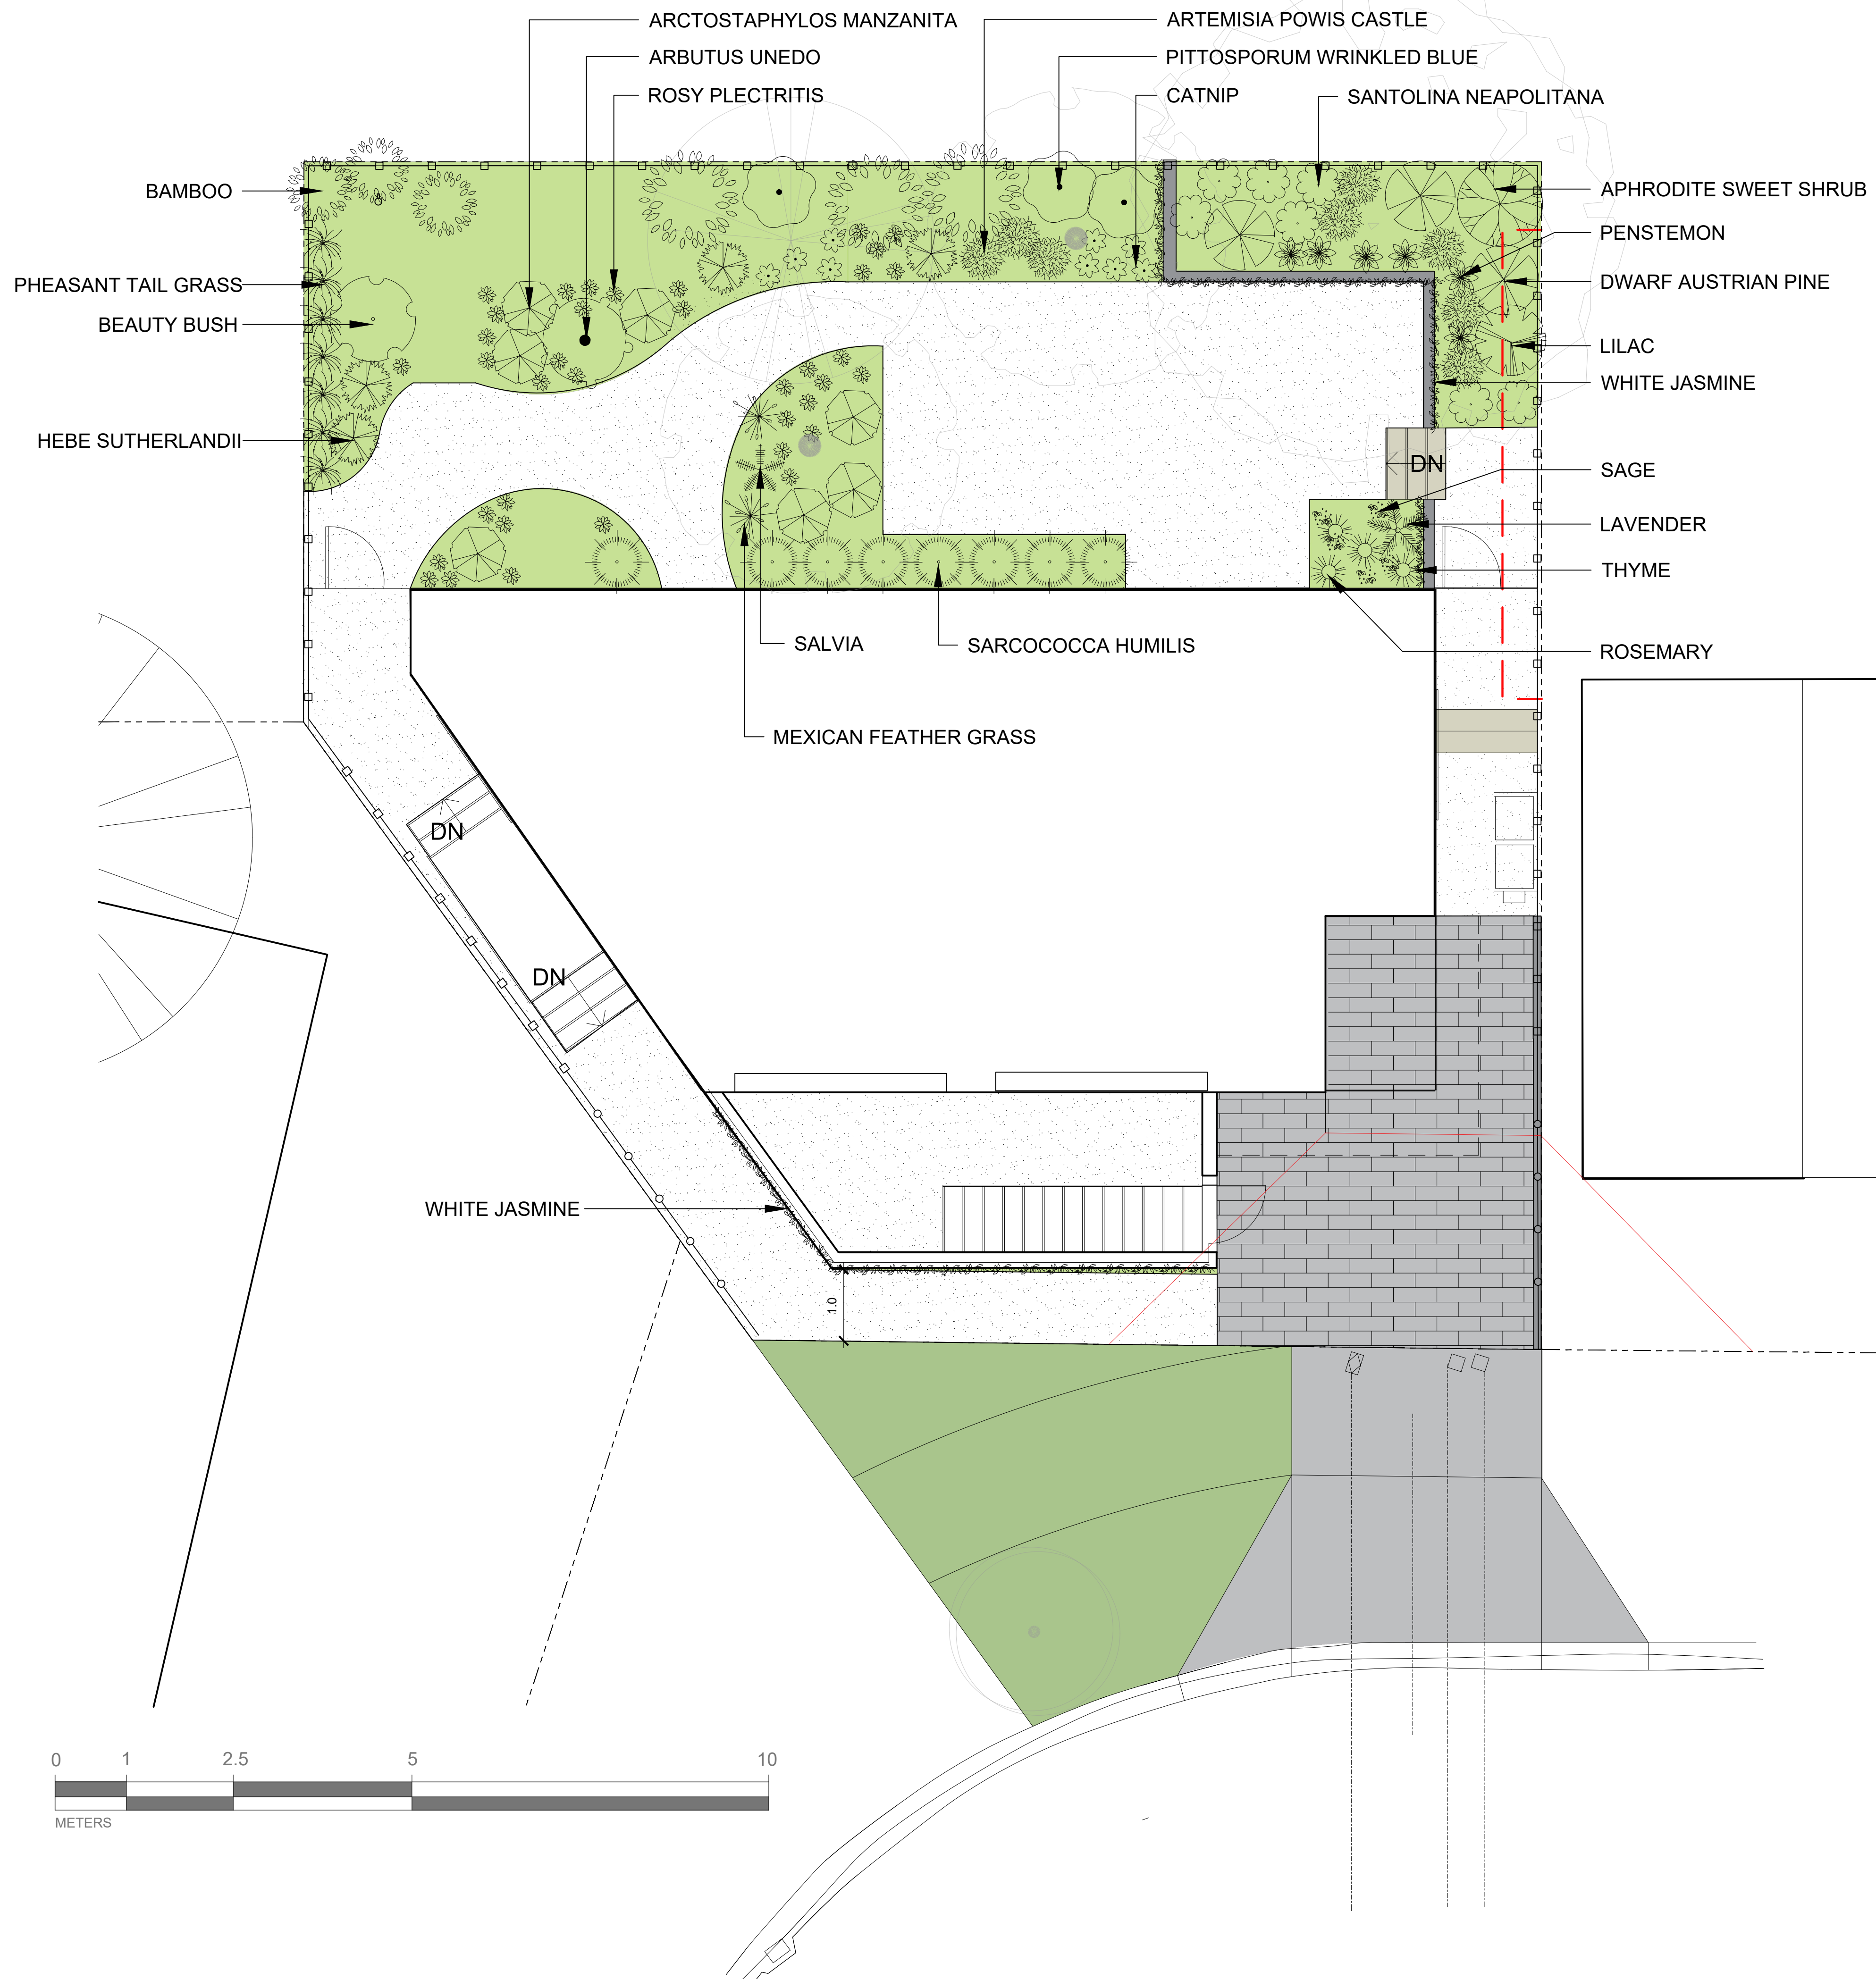 ARCTOSTAPHYLOS MANZANITA
ARTEMISIA POWIS CASTLE
ARBUTUS UNEDO
PITTOSPORUM WRINKLED BLUE
ROSY PLECTRITIS
CATNIP
SANTOLINA NEAPOLITANA
BAMBOO
APHRODITE SWEET SHRUB
PENSTEMON
PHEASANT TAIL GRASS
DWARF AUSTRIAN PINE
BEAUTY BUSH
LILAC
WHITE JASMINE
HEBE SUTHERLANDII
DN
SAGE
LAVENDER
THYME
SALVIA
SARCOCOCCA HUMILIS
ROSEMARY
MEXICAN FEATHER GRASS
DN
DN
WHITE JASMINE
1.0
0 1 2.5 5 10
METERS